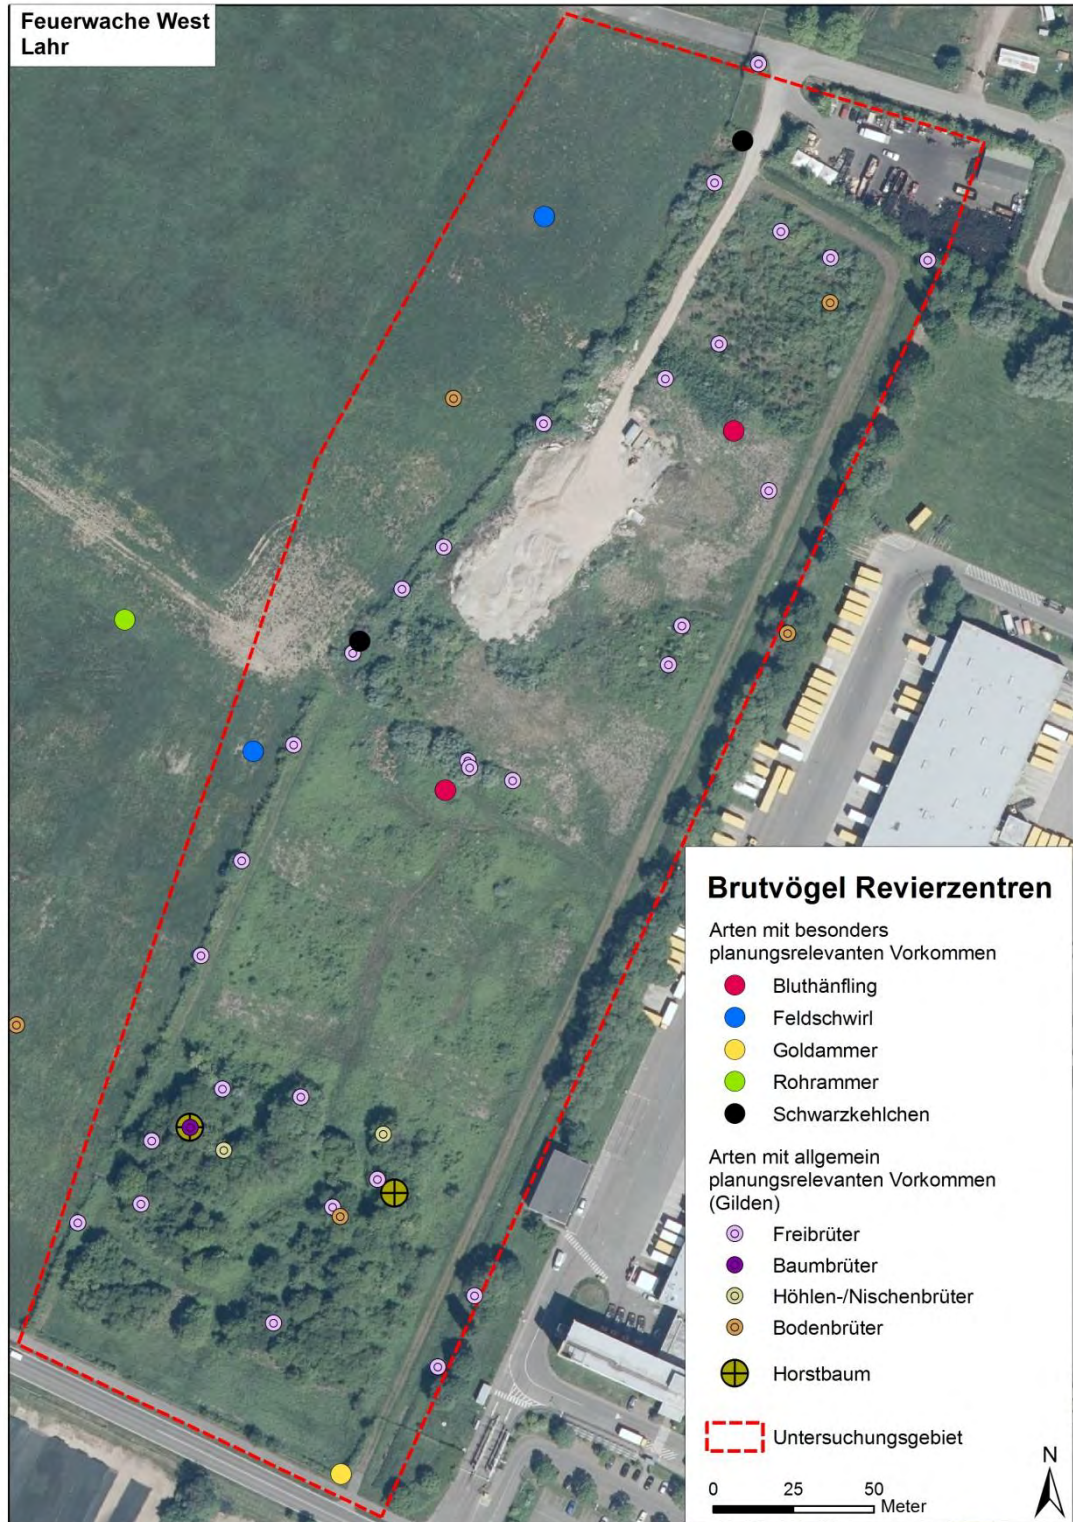 Feuerwache West
Lahr
Brutvögel Revierzentren
Arten mit besonders
planungsrelevanten Vorkommen
Bluthänfling
Feldschwirl
Goldammer
Rohrammer
Schwarzkehlchen
Arten mit allgemein
planungsrelevanten Vorkommen
(Gilden)
Freibrüter
Baumbrüter
Höhlen-/Nischenbrüter
Bodenbrüter
Horstbaum
Untersuchungsgebiet
N
0 25 50
Meter